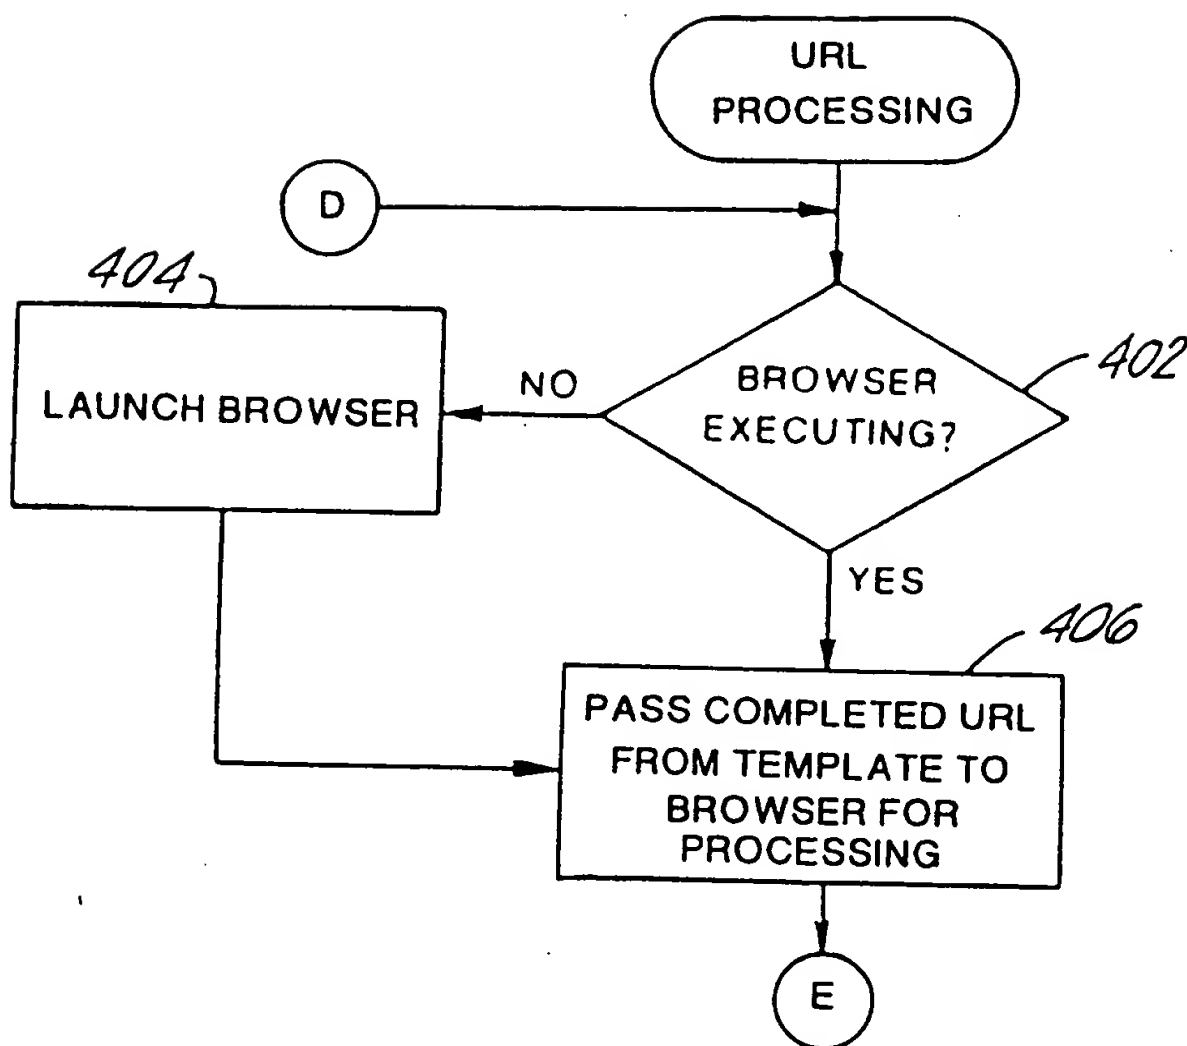 URL
PROCESSING
D
404
LAUNCH BROWSER
NO
BROWSER
EXECUTING?
402
YES
406
PASS COMPLETED URL
FROM TEMPLATE TO
BROWSER FOR
PROCESSING
E